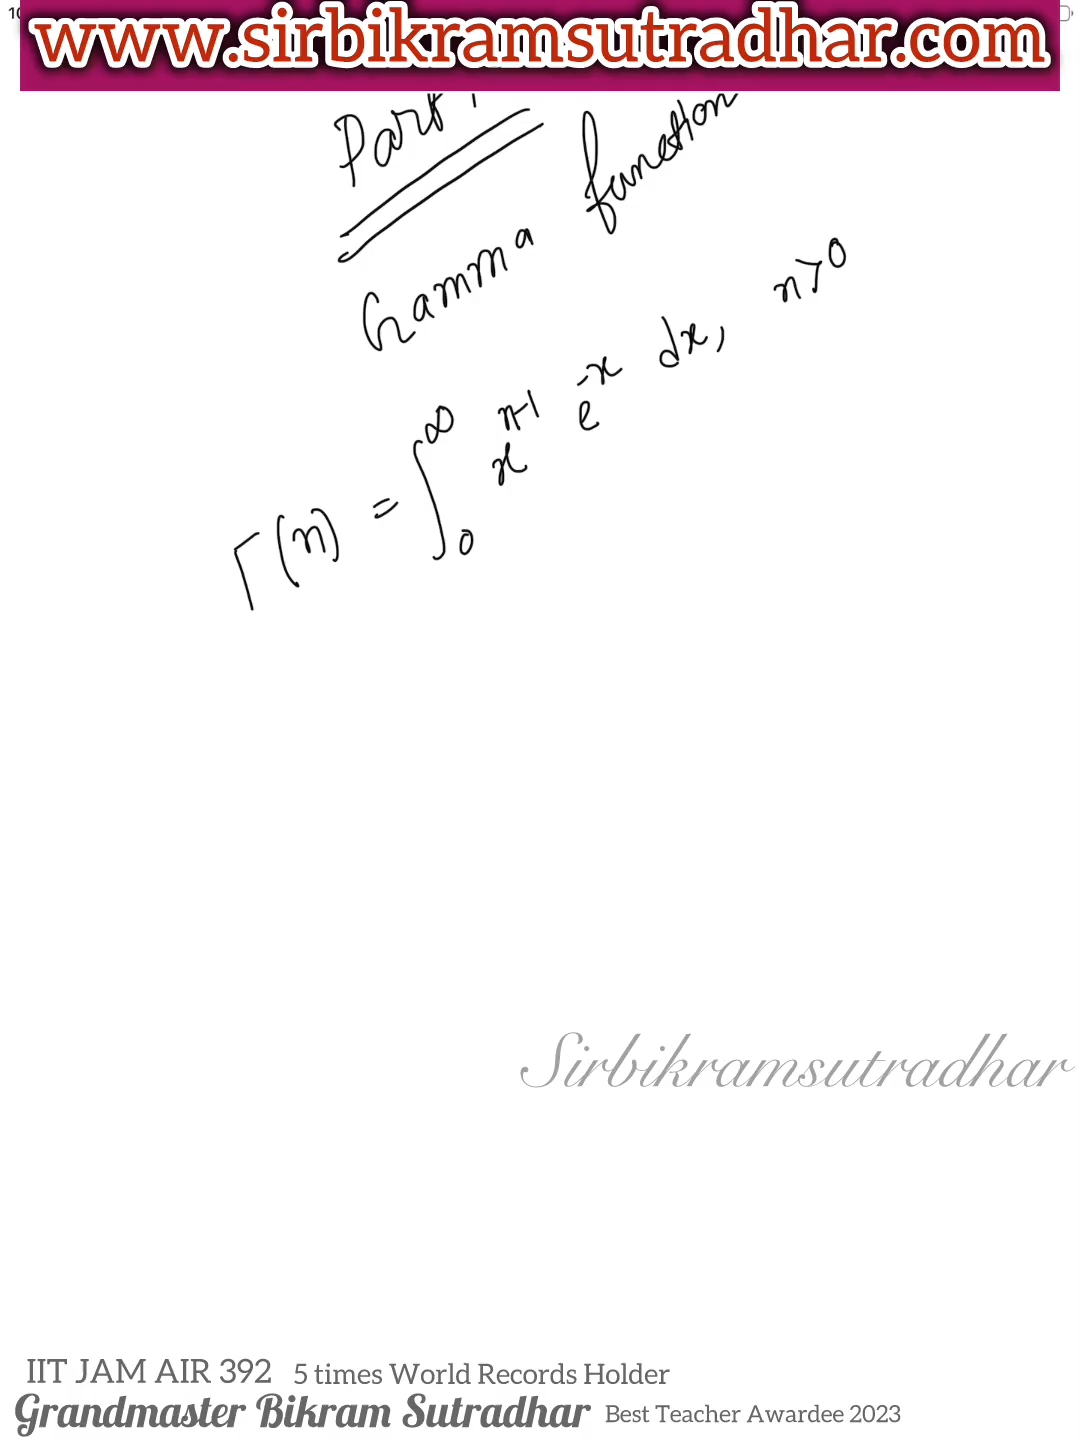 www.sirbikramsutradhar.com
Part 1
Gamma function
Γ(n) = ∫₀^∞ x^{n-1} e^{-x} dx, n>0
Sirbikramsutradhar
IIT JAM AIR 392 5 times World Records Holder
Grandmaster Bikram Sutradhar Best Teacher Awardee 2023